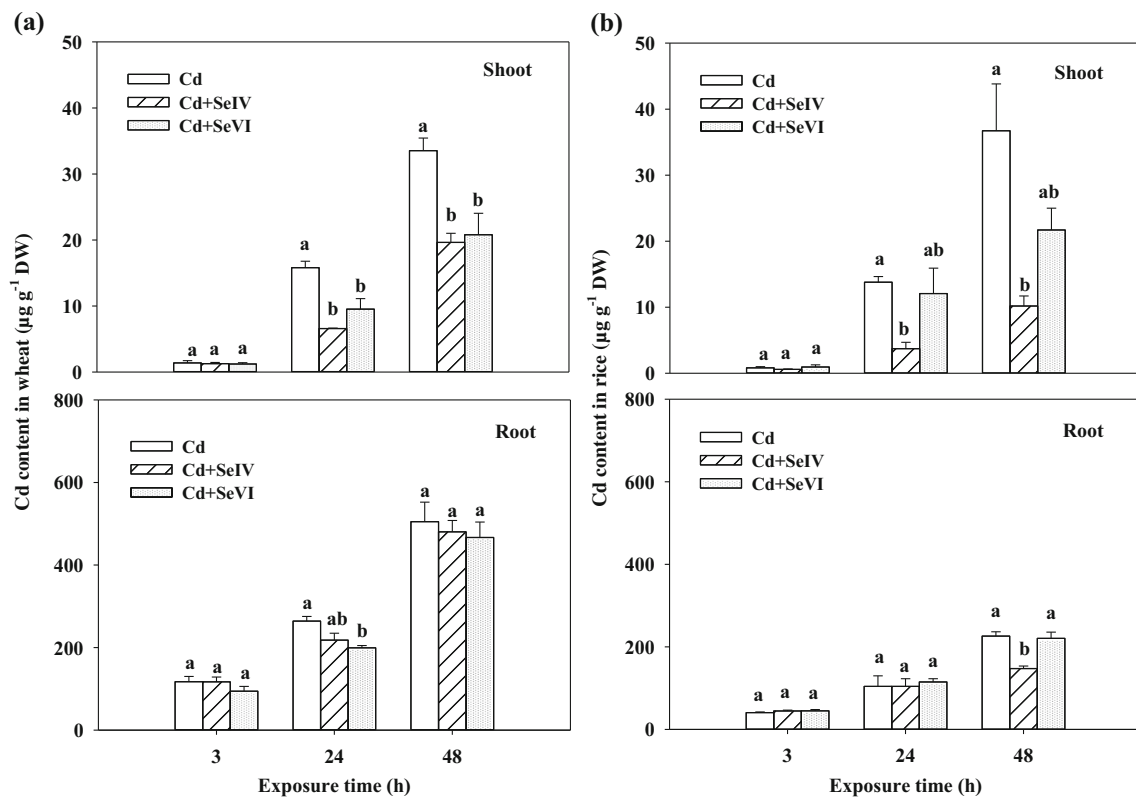 (a)
Cd content in wheat (µg g⁻¹ DW)
50
40
30
20
10
0
Shoot
Cd
Cd+SeIV
Cd+SeVI
a a a
a b b
a b b
800
600
400
200
0
Root
Cd
Cd+SeIV
Cd+SeVI
a a a
a ab b
a a a
3 24 48
Exposure time (h)
(b)
Cd content in rice (µg g⁻¹ DW)
50
40
30
20
10
0
Shoot
Cd
Cd+SeIV
Cd+SeVI
a a a
a b ab
a b ab
800
600
400
200
0
Root
Cd
Cd+SeIV
Cd+SeVI
a a a
a a a
a b a
3 24 48
Exposure time (h)